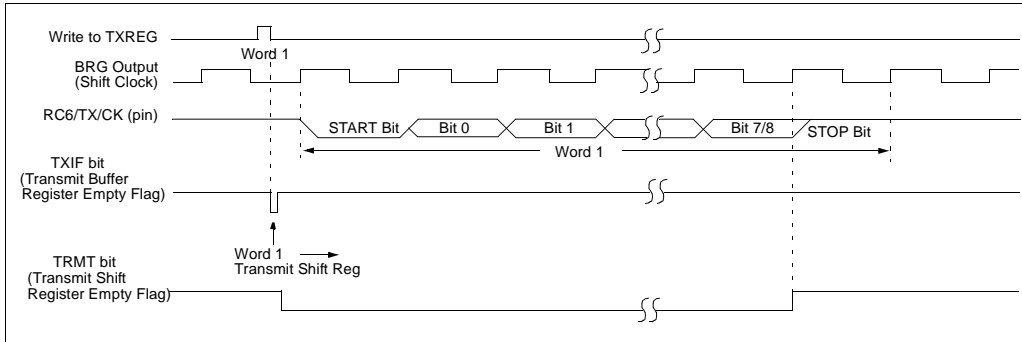 Write to TXREG
Word 1
BRG Output
(Shift Clock)
RC6/TX/CK (pin)
START Bit
Bit 0
Bit 1
Bit 7/8
STOP Bit
Word 1
TXIF bit
(Transmit Buffer
Register Empty Flag)
Word 1
Transmit Shift Reg
TRMT bit
(Transmit Shift
Register Empty Flag)